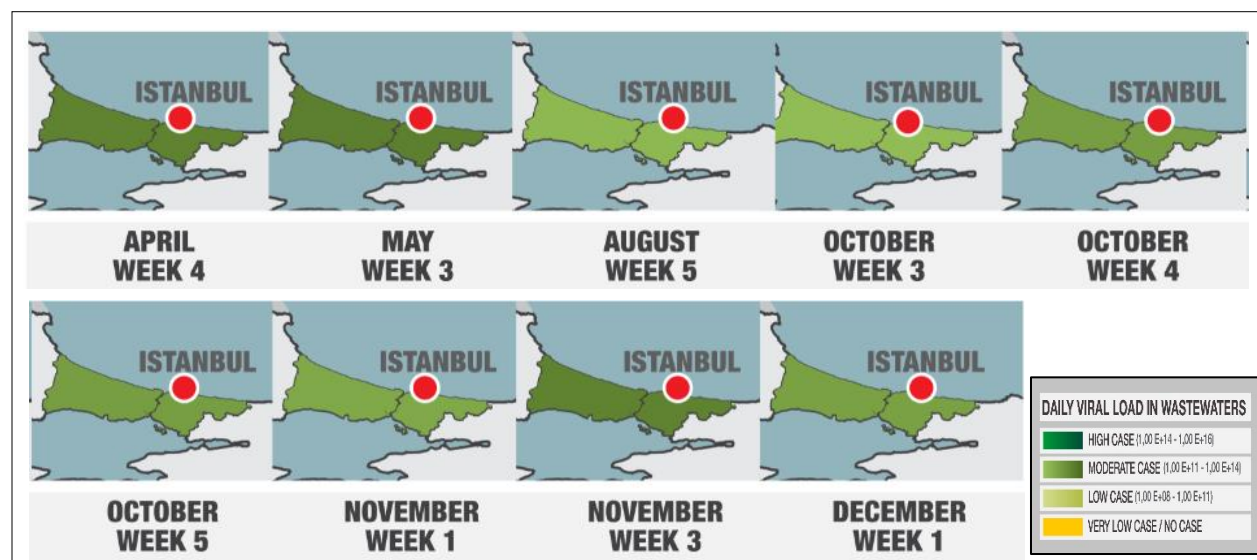 ISTANBUL
ISTANBUL
ISTANBUL
ISTANBUL
ISTANBUL
APRIL
WEEK 4
MAY
WEEK 3
AUGUST
WEEK 5
OCTOBER
WEEK 3
OCTOBER
WEEK 4
ISTANBUL
ISTANBUL
ISTANBUL
ISTANBUL
OCTOBER
WEEK 5
NOVEMBER
WEEK 1
NOVEMBER
WEEK 3
DECEMBER
WEEK 1
DAILY VIRAL LOAD IN WASTEWATERS
HIGH CASE (1,00 E+14 - 1,00 E+16)
MODERATE CASE (1,00 E+11 - 1,00 E+14)
LOW CASE (1,00 E+08 - 1,00 E+11)
VERY LOW CASE / NO CASE